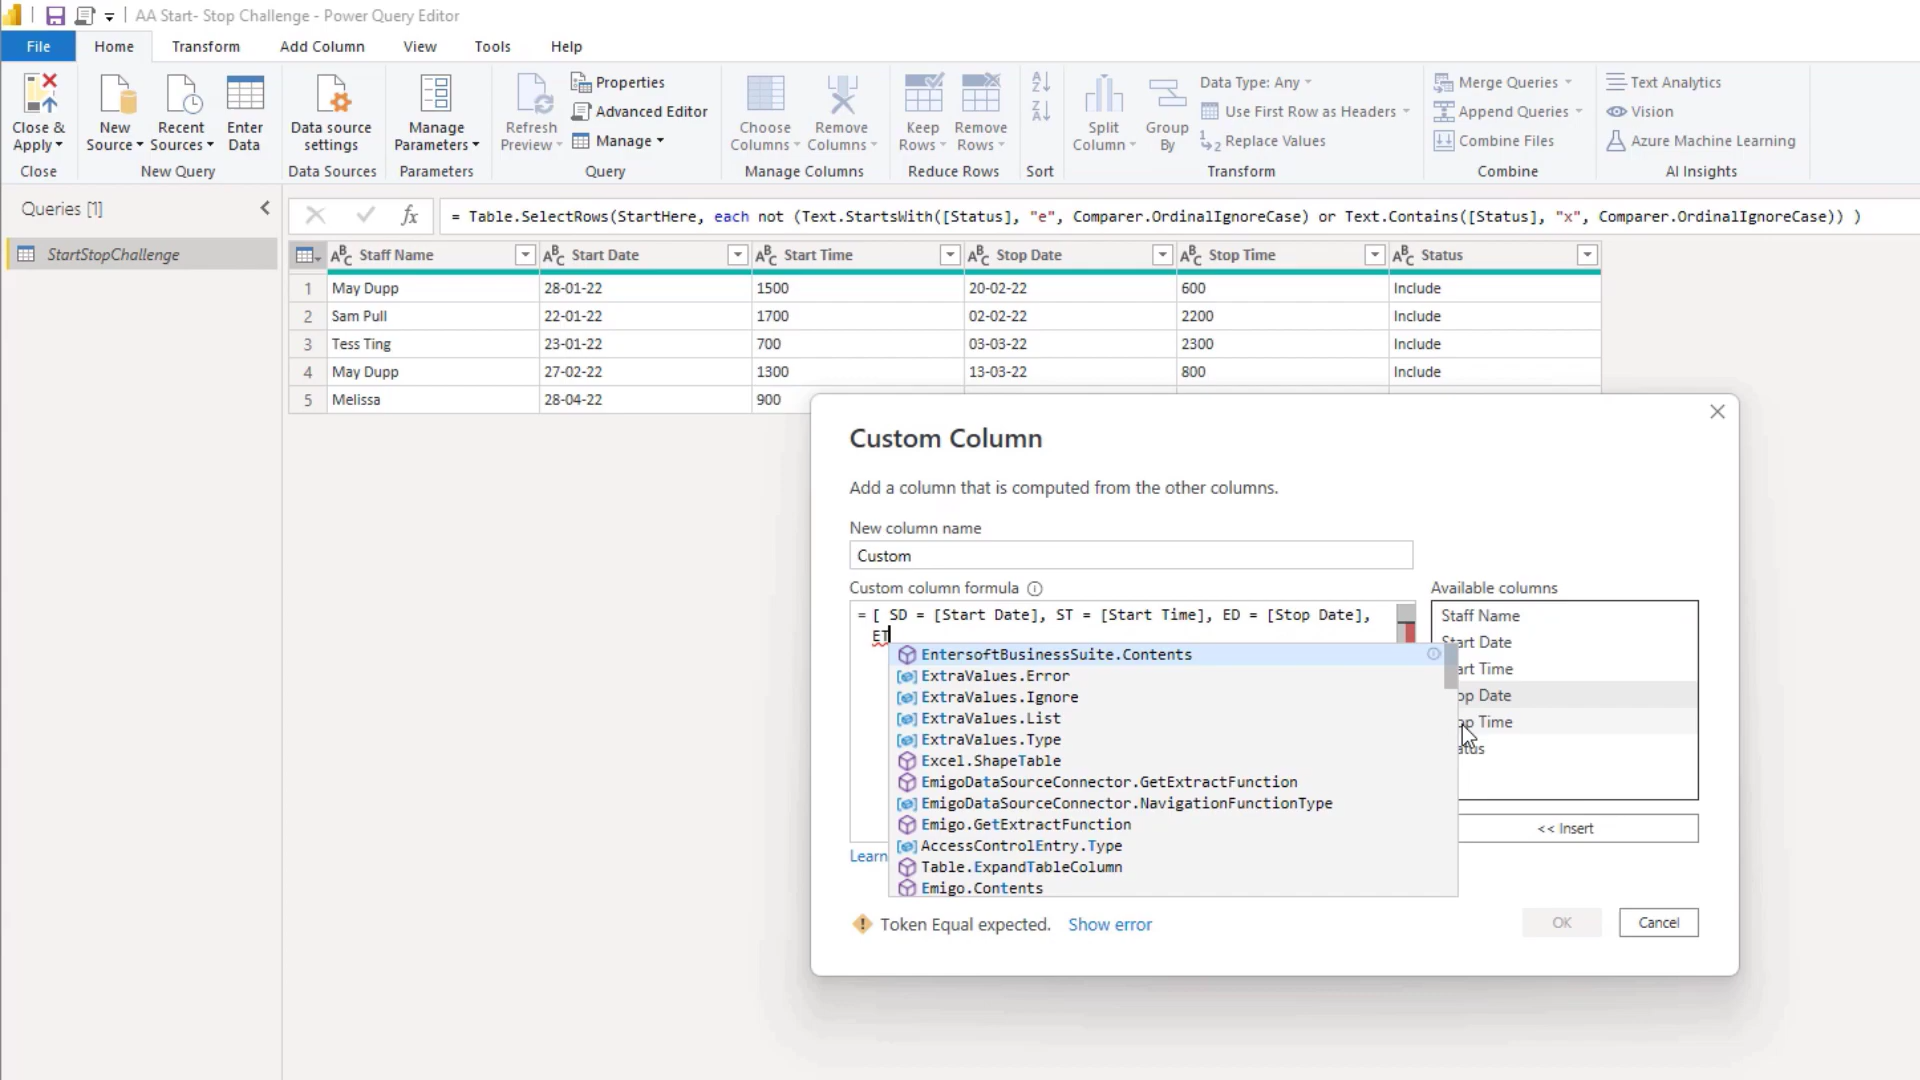 AA Start- Stop Challenge - Power Query Editor
File Home Transform Add Column View Tools Help
Close & Apply
Close
New Source
Recent Sources
Enter Data
New Query
Data source settings
Data Sources
Manage Parameters
Parameters
Refresh Preview
Properties
Advanced Editor
Manage
Query
Choose Columns
Remove Columns
Manage Columns
Keep Rows
Remove Rows
Reduce Rows
Sort
Split Column
Group By
Data Type: Any
Use First Row as Headers
Replace Values
Transform
Merge Queries
Append Queries
Combine Files
Combine
Text Analytics
Vision
Azure Machine Learning
AI Insights
Queries [1]
StartStopChallenge
= Table.SelectRows(StartHere, each not (Text.StartsWith([Status], "e", Comparer.OrdinalIgnoreCase) or Text.Contains([Status], "x", Comparer.OrdinalIgnoreCase)) )
Staff Name Start Date Start Time Stop Date Stop Time Status
1 May Dupp 28-01-22 1500 20-02-22 600 Include
2 Sam Pull 22-01-22 1700 02-02-22 2200 Include
3 Tess Ting 23-01-22 700 03-03-22 2300 Include
4 May Dupp 27-02-22 1300 13-03-22 800 Include
5 Melissa 28-04-22 900
Custom Column
Add a column that is computed from the other columns.
New column name
Custom
Custom column formula
= [ SD = [Start Date], ST = [Start Time], ED = [Stop Date],
ET
EntersoftBusinessSuite.Contents
ExtraValues.Error
ExtraValues.Ignore
ExtraValues.List
ExtraValues.Type
Excel.ShapeTable
EmigoDataSourceConnector.GetExtractFunction
EmigoDataSourceConnector.NavigationFunctionType
Emigo.GetExtractFunction
AccessControlEntry.Type
Table.ExpandTableColumn
Emigo.Contents
Available columns
Staff Name
Start Date
art Time
op Date
op Time
atus
<< Insert
Learn
Token Equal expected. Show error
OK
Cancel